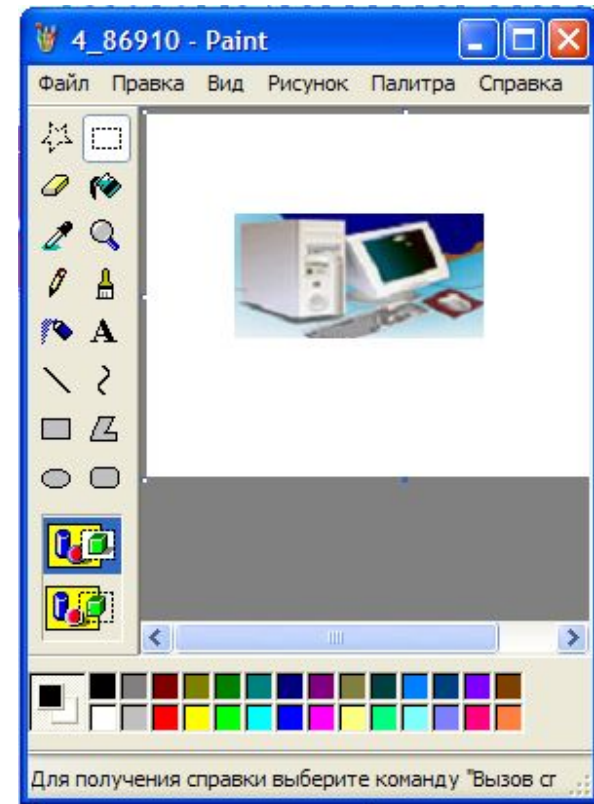 4_86910 - Paint
Файл Правка Вид Рисунок Палитра Справка
A
Для получения справки выберите команду "Вызов сг